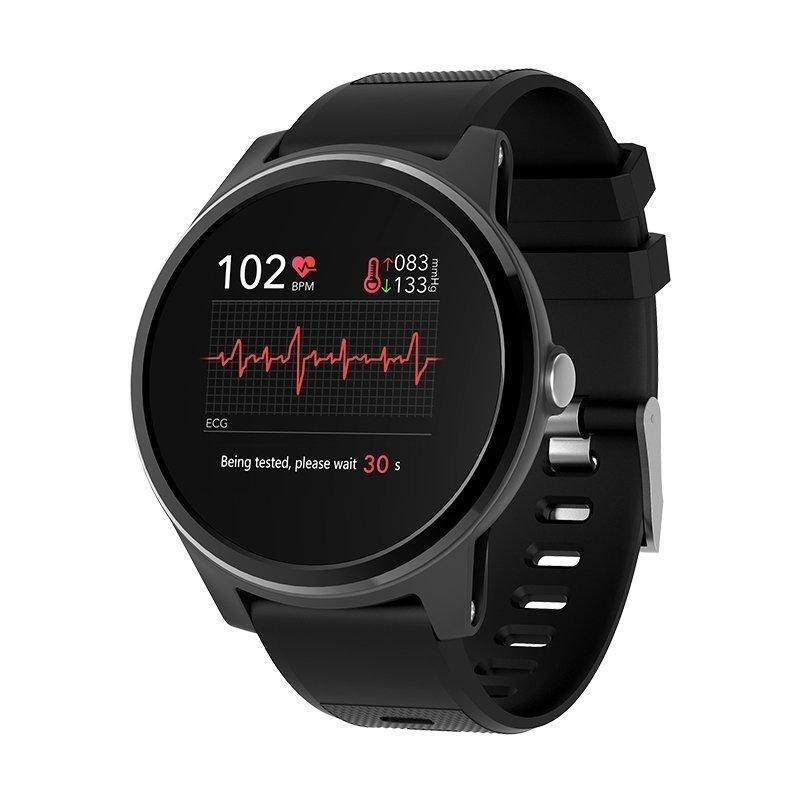 102 BPM
↑083 mmHg
↓133
ECG
Being tested, please wait 30 s